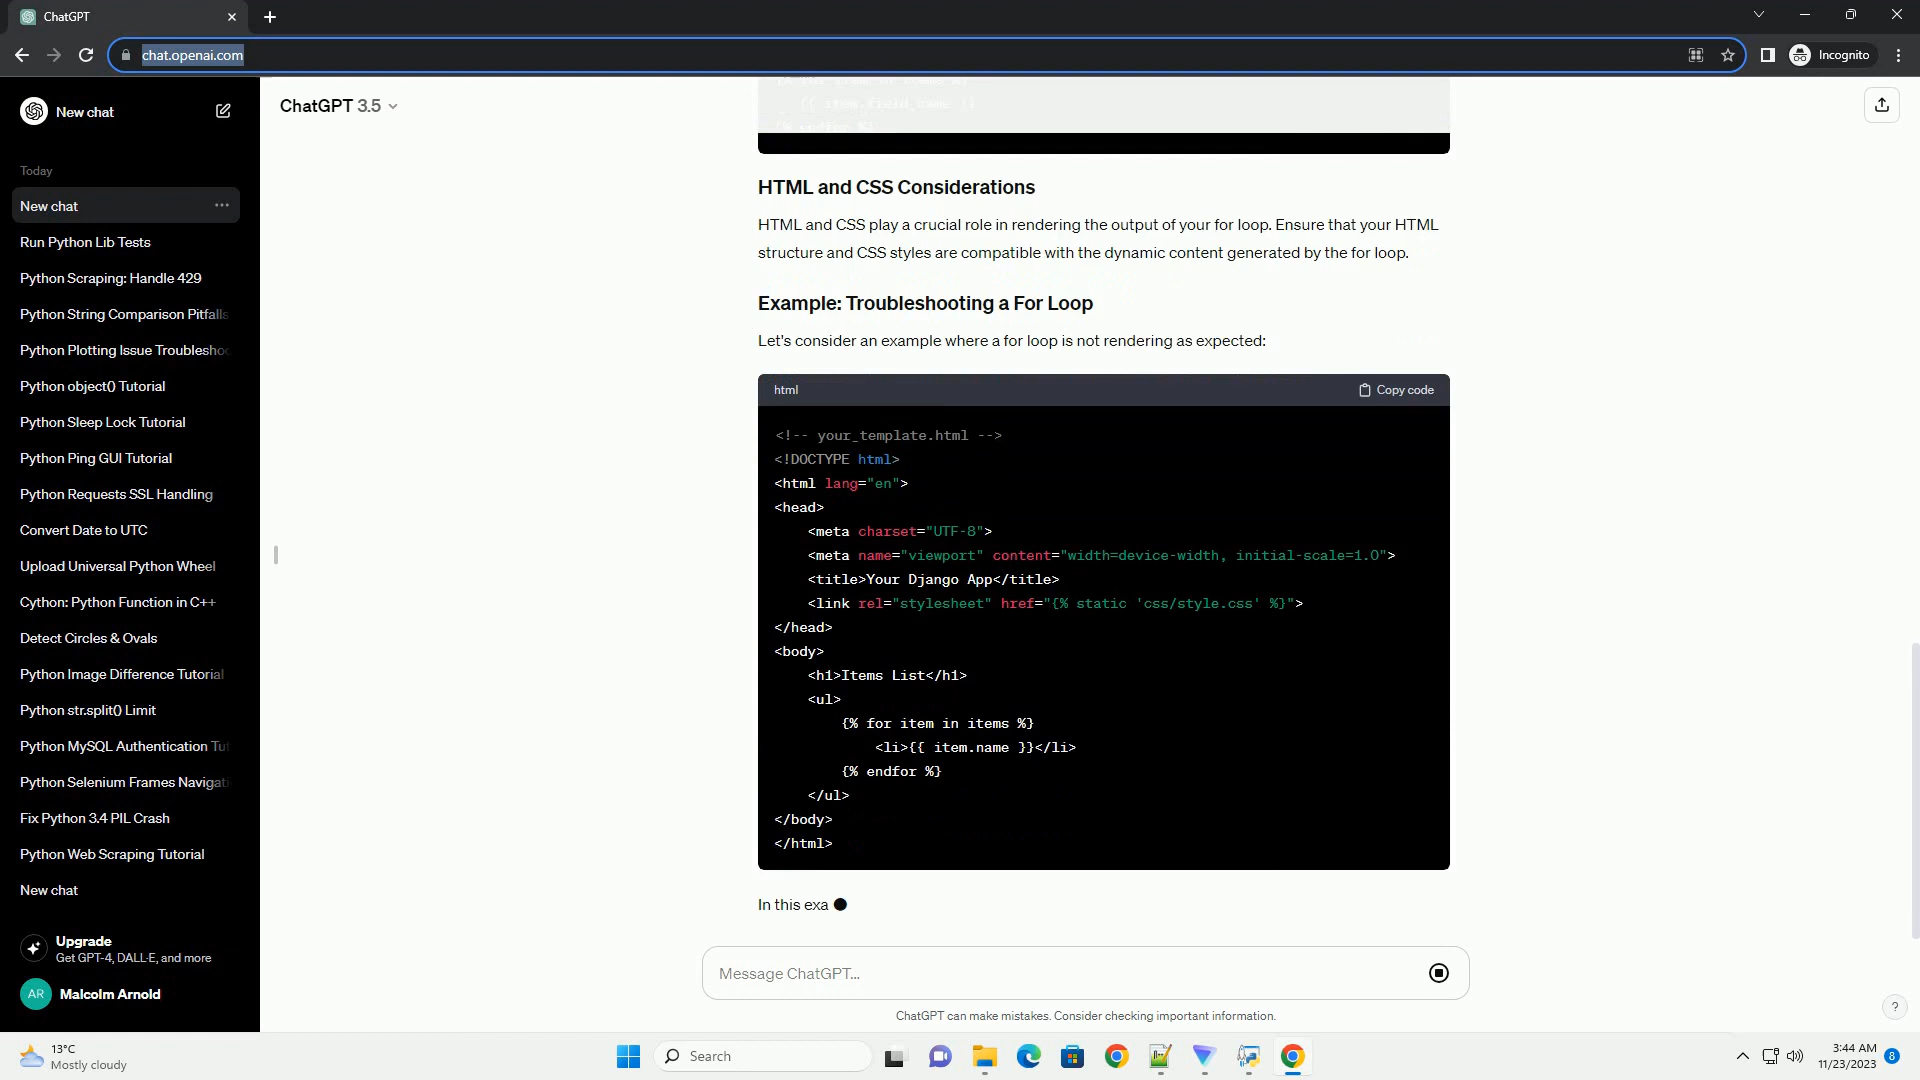 ChatGPT
chat.openai.com
Incognito
New chat
Today
New chat
Run Python Lib Tests
Python Scraping: Handle 429
Python String Comparison Pitfalls
Python Plotting Issue Troubleshoo
Python object() Tutorial
Python Sleep Lock Tutorial
Python Ping GUI Tutorial
Python Requests SSL Handling
Convert Date to UTC
Upload Universal Python Wheel
Cython: Python Function in C++
Detect Circles & Ovals
Python Image Difference Tutorial
Python str.split() Limit
Python MySQL Authentication Tut
Python Selenium Frames Navigati
Fix Python 3.4 PIL Crash
Python Web Scraping Tutorial
New chat
Upgrade
Get GPT-4, DALL·E, and more
AR
Malcolm Arnold
ChatGPT 3.5
{{ item.field_name }}
{% endfor %}
HTML and CSS Considerations
HTML and CSS play a crucial role in rendering the output of your for loop. Ensure that your HTML
structure and CSS styles are compatible with the dynamic content generated by the for loop.
Example: Troubleshooting a For Loop
Let's consider an example where a for loop is not rendering as expected:
html
Copy code
<!-- your_template.html -->
<!DOCTYPE html>
<html lang="en">
<head>
<meta charset="UTF-8">
<meta name="viewport" content="width=device-width, initial-scale=1.0">
<title>Your Django App</title>
<link rel="stylesheet" href="{% static 'css/style.css' %}">
</head>
<body>
<h1>Items List</h1>
<ul>
{% for item in items %}
<li>{{ item.name }}</li>
{% endfor %}
</ul>
</body>
</html>
In this exa
Message ChatGPT...
ChatGPT can make mistakes. Consider checking important information.
?
13°C
Mostly cloudy
Search
3:44 AM
11/23/2023
8